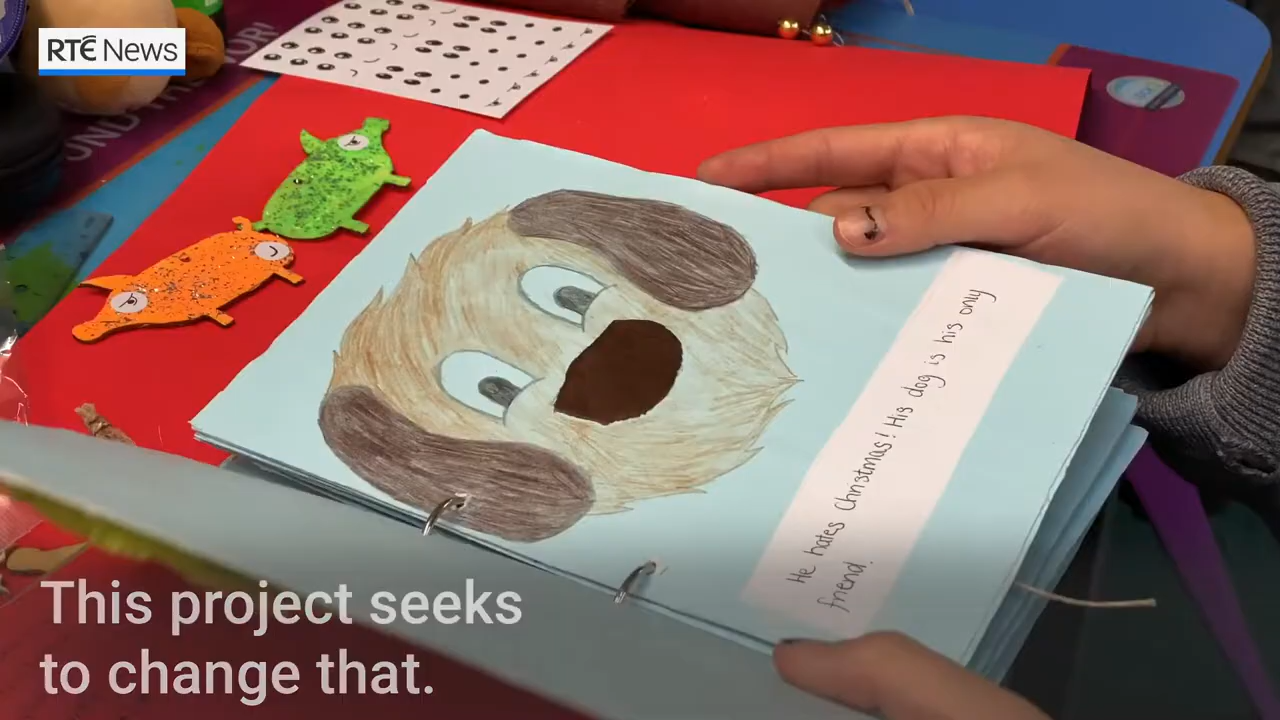 RTÉ News
He hates Christmas! His dog is his only
friend.
This project seeks
to change that.